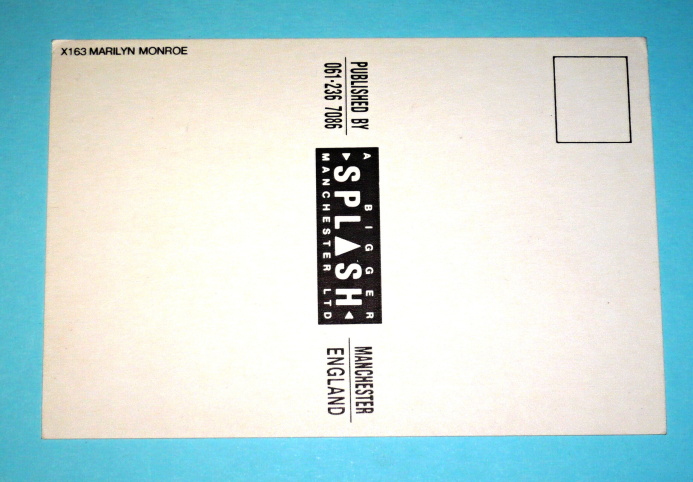 X163 MARILYN MONROE
PUBLISHED BY
061-236 7086
A BIGGER
SPLASH
MANCHESTER LTD
MANCHESTER
ENGLAND